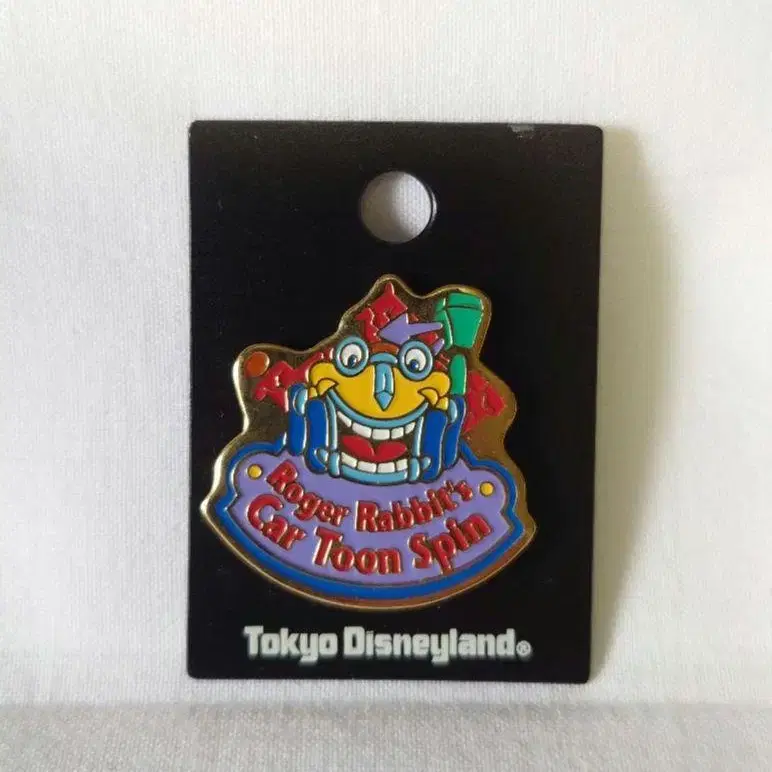 Roger Rabbit's
Car Toon Spin
Tokyo Disneyland®